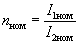 nном = I1ном / I2ном